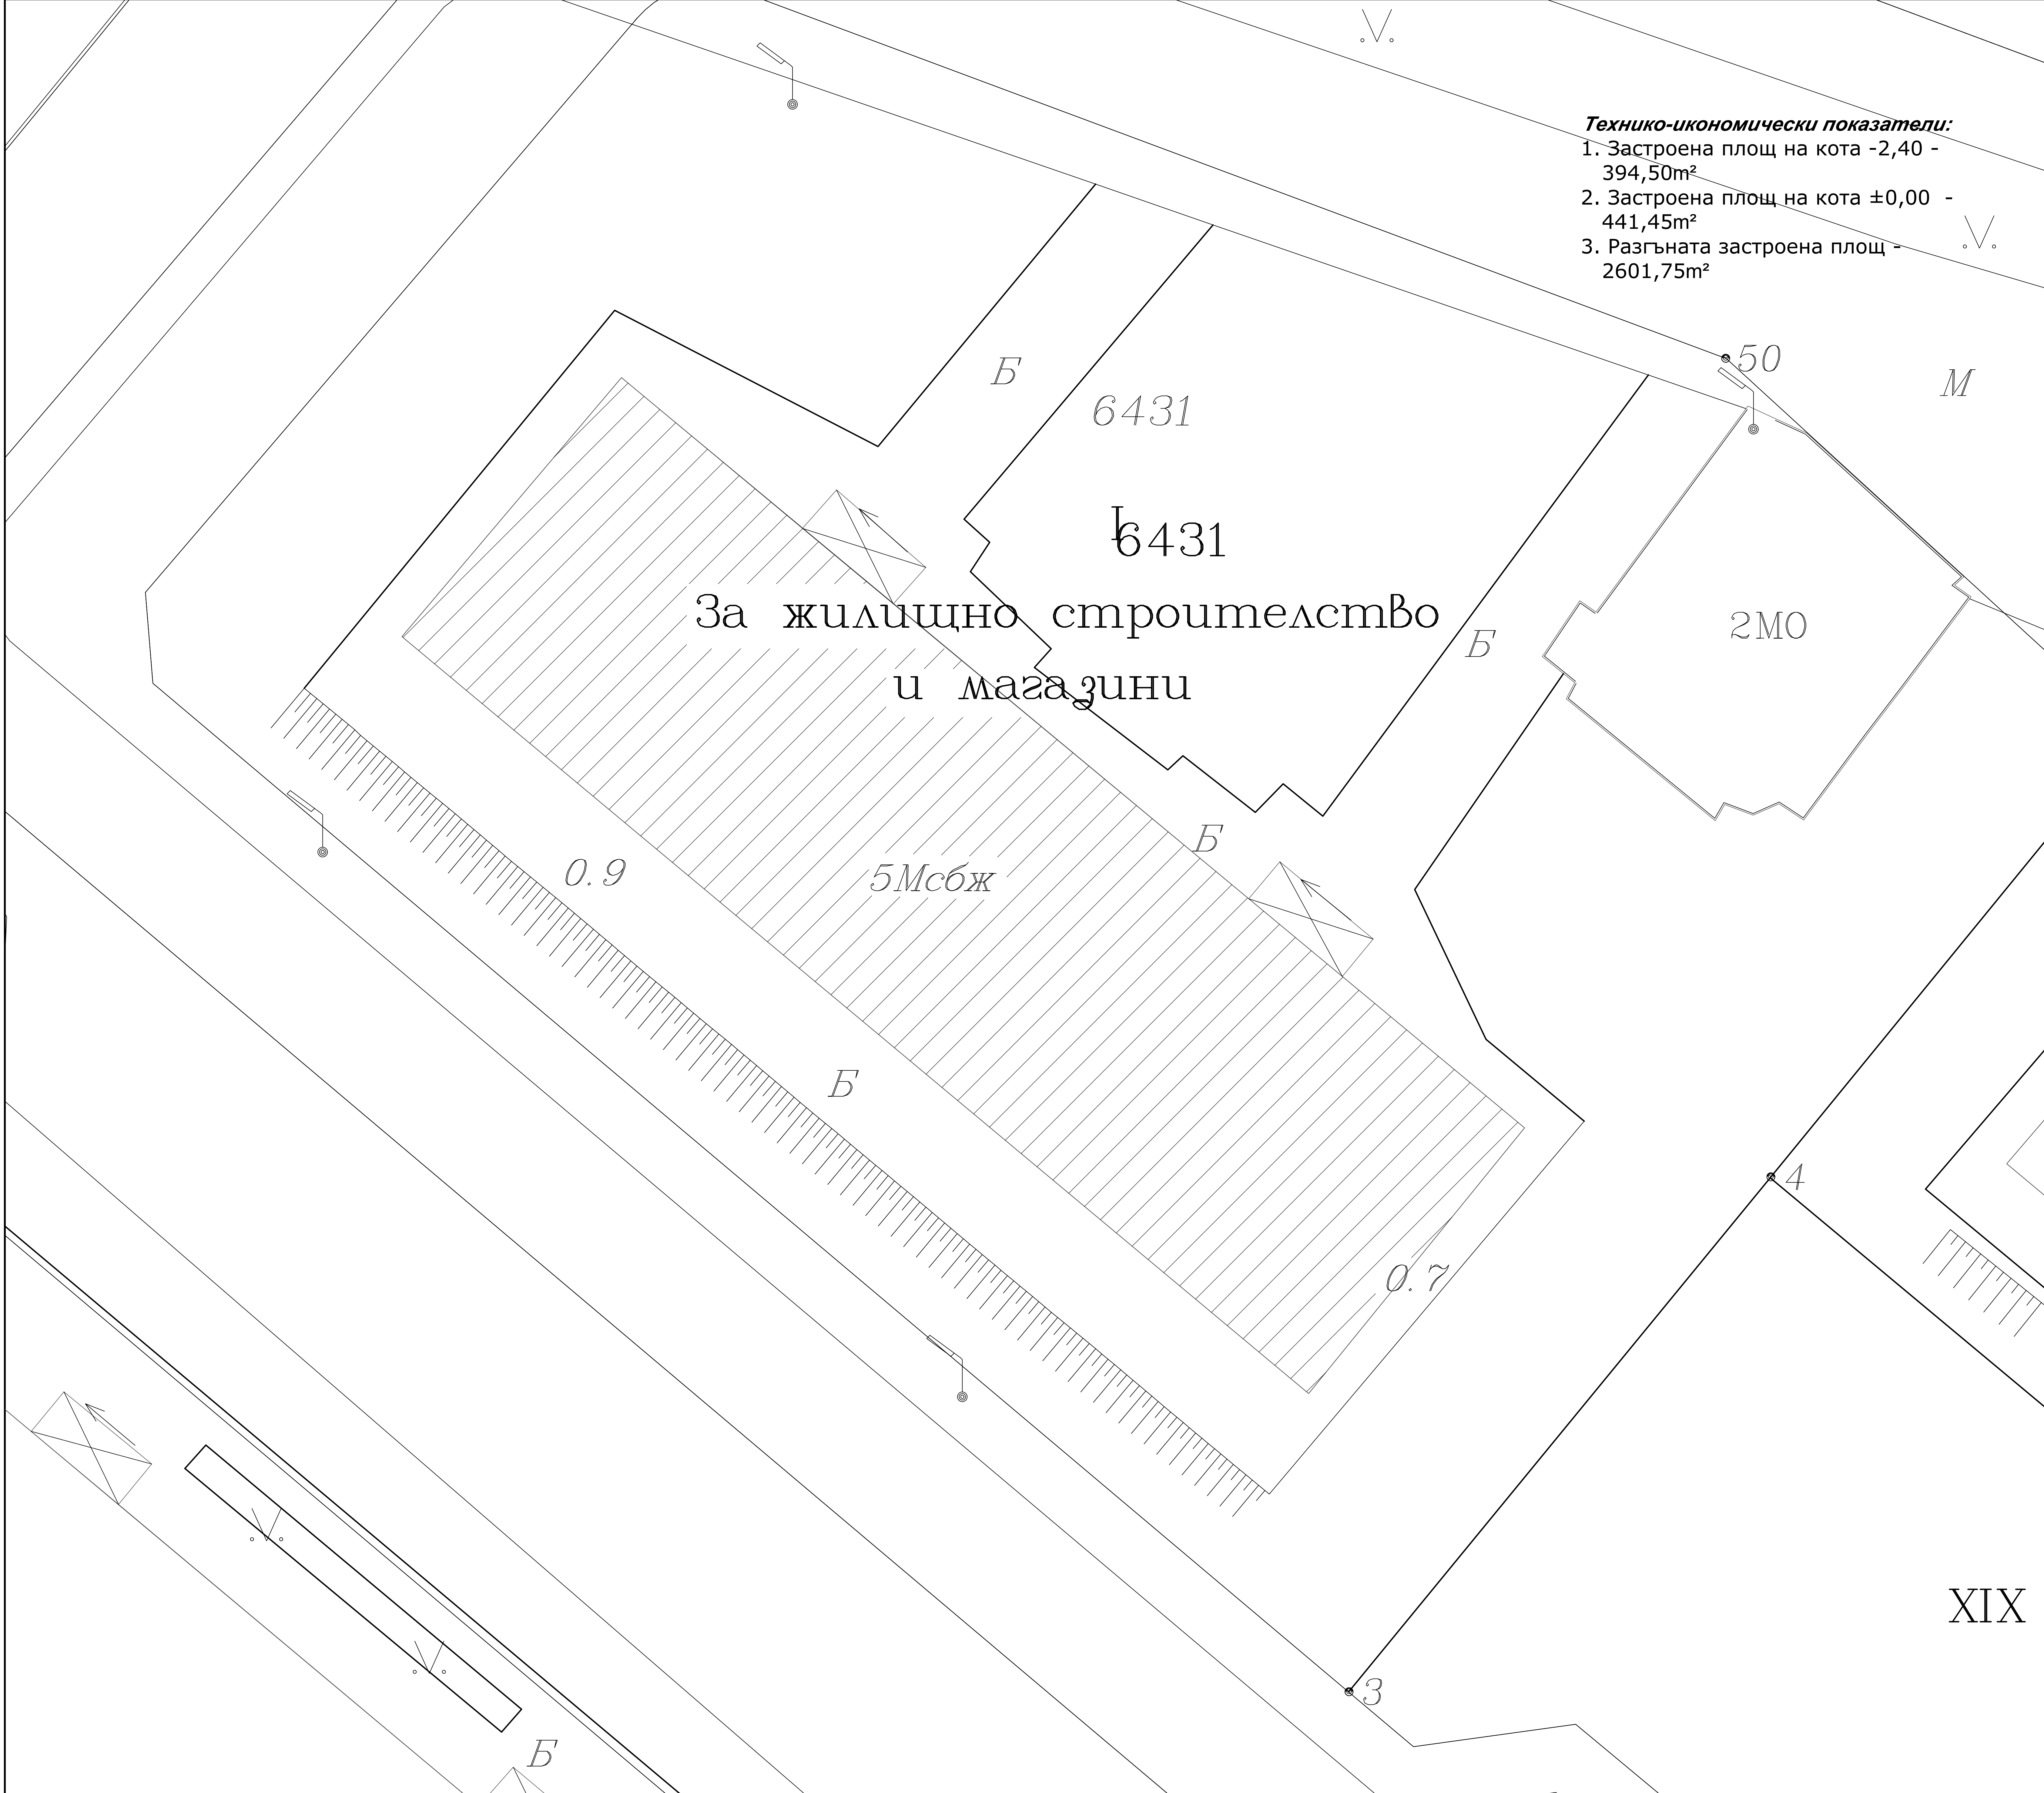 Технико-икономически показатели:
1. Застроена площ на кота -2,40 -
394,50m²
2. Застроена площ на кота ±0,00 -
441,45m²
3. Разгъната застроена площ -
2601,75m²
50
М
Б
6431
I
6431
За жилищно строителство
и магазини
2МО
Б
Б
0.9
5Мсбж
Б
4
0.7
XIX
3
Б